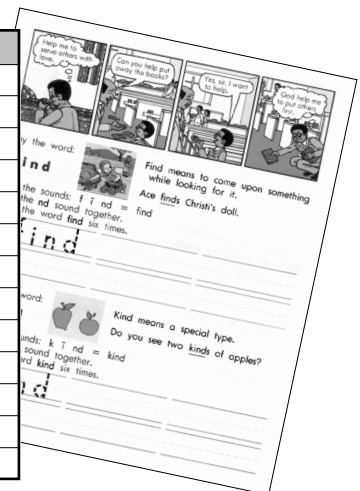 Help me to
serve others with
love.
Can you help put
away the books?
Yes, sir. I want
to help.
God help me
to put others
first.
the word:
ind
Find means to come upon something
while looking for it.
Ace finds Christi's doll.
the sounds: f ī nd = find
the nd sound together.
the word find six times.
find
word:
Kind means a special type.
Do you see two kinds of apples?
sounds: k ī nd = kind
sound together.
word kind six times.
nd